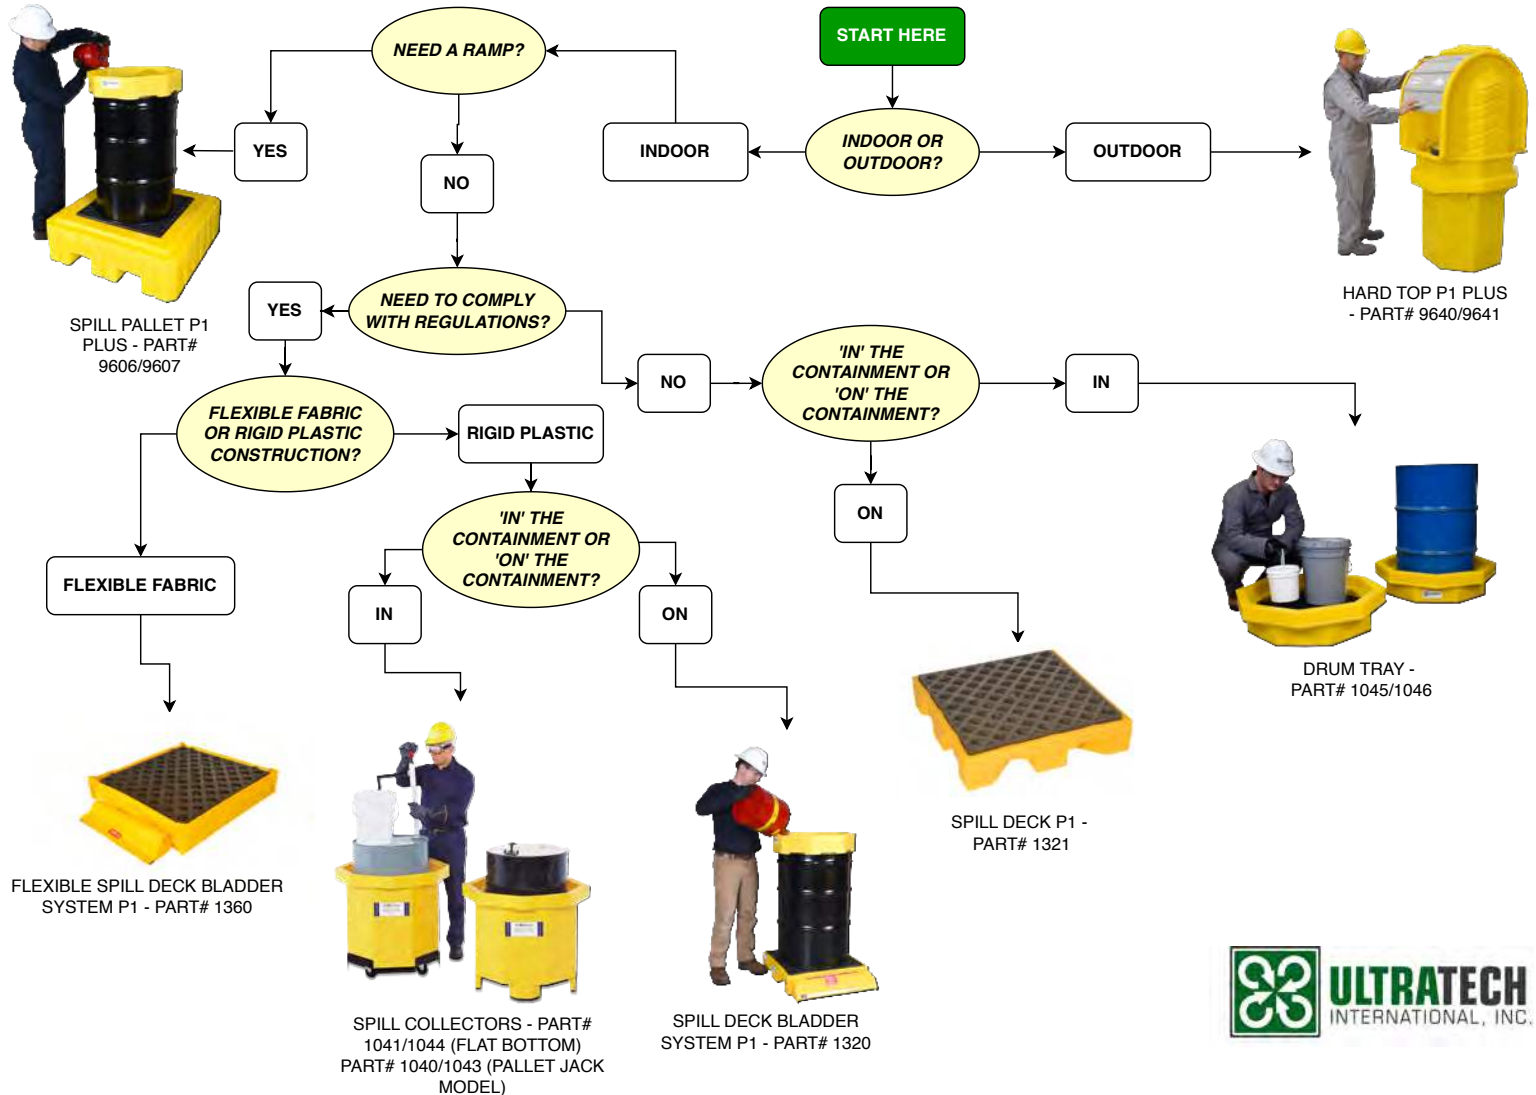 START HERE
NEED A RAMP?
YES
NO
INDOOR
INDOOR OR
OUTDOOR?
OUTDOOR
HARD TOP P1 PLUS
- PART# 9640/9641
SPILL PALLET P1
PLUS - PART#
9606/9607
YES
NEED TO COMPLY
WITH REGULATIONS?
NO
'IN' THE
CONTAINMENT OR
'ON' THE
CONTAINMENT?
IN
ON
FLEXIBLE FABRIC
OR RIGID PLASTIC
CONSTRUCTION?
RIGID PLASTIC
'IN' THE
CONTAINMENT OR
'ON' THE
CONTAINMENT?
FLEXIBLE FABRIC
IN
ON
DRUM TRAY -
PART# 1045/1046
SPILL DECK P1 -
PART# 1321
FLEXIBLE SPILL DECK BLADDER
SYSTEM P1 - PART# 1360
SPILL COLLECTORS - PART#
1041/1044 (FLAT BOTTOM)
PART# 1040/1043 (PALLET JACK
MODEL)
SPILL DECK BLADDER
SYSTEM P1 - PART# 1320
ULTRATECH
INTERNATIONAL, INC.